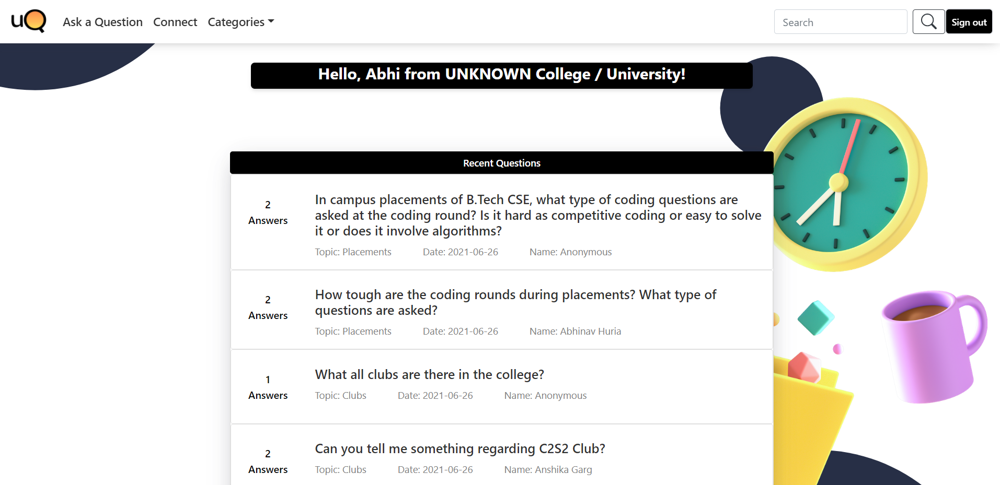 uQ
Ask a Question
Connect
Categories
Search
Sign out
Hello, Abhi from UNKNOWN College / University!
Recent Questions
2
Answers
In campus placements of B.Tech CSE, what type of coding questions are
asked at the coding round? Is it hard as competitive coding or easy to solve
it or does it involve algorithms?
Topic: Placements
Date: 2021-06-26
Name: Anonymous
2
Answers
How tough are the coding rounds during placements? What type of
questions are asked?
Topic: Placements
Date: 2021-06-26
Name: Abhinav Huria
1
Answers
What all clubs are there in the college?
Topic: Clubs
Date: 2021-06-26
Name: Anonymous
2
Answers
Can you tell me something regarding C2S2 Club?
Topic: Clubs
Date: 2021-06-26
Name: Anshika Garg